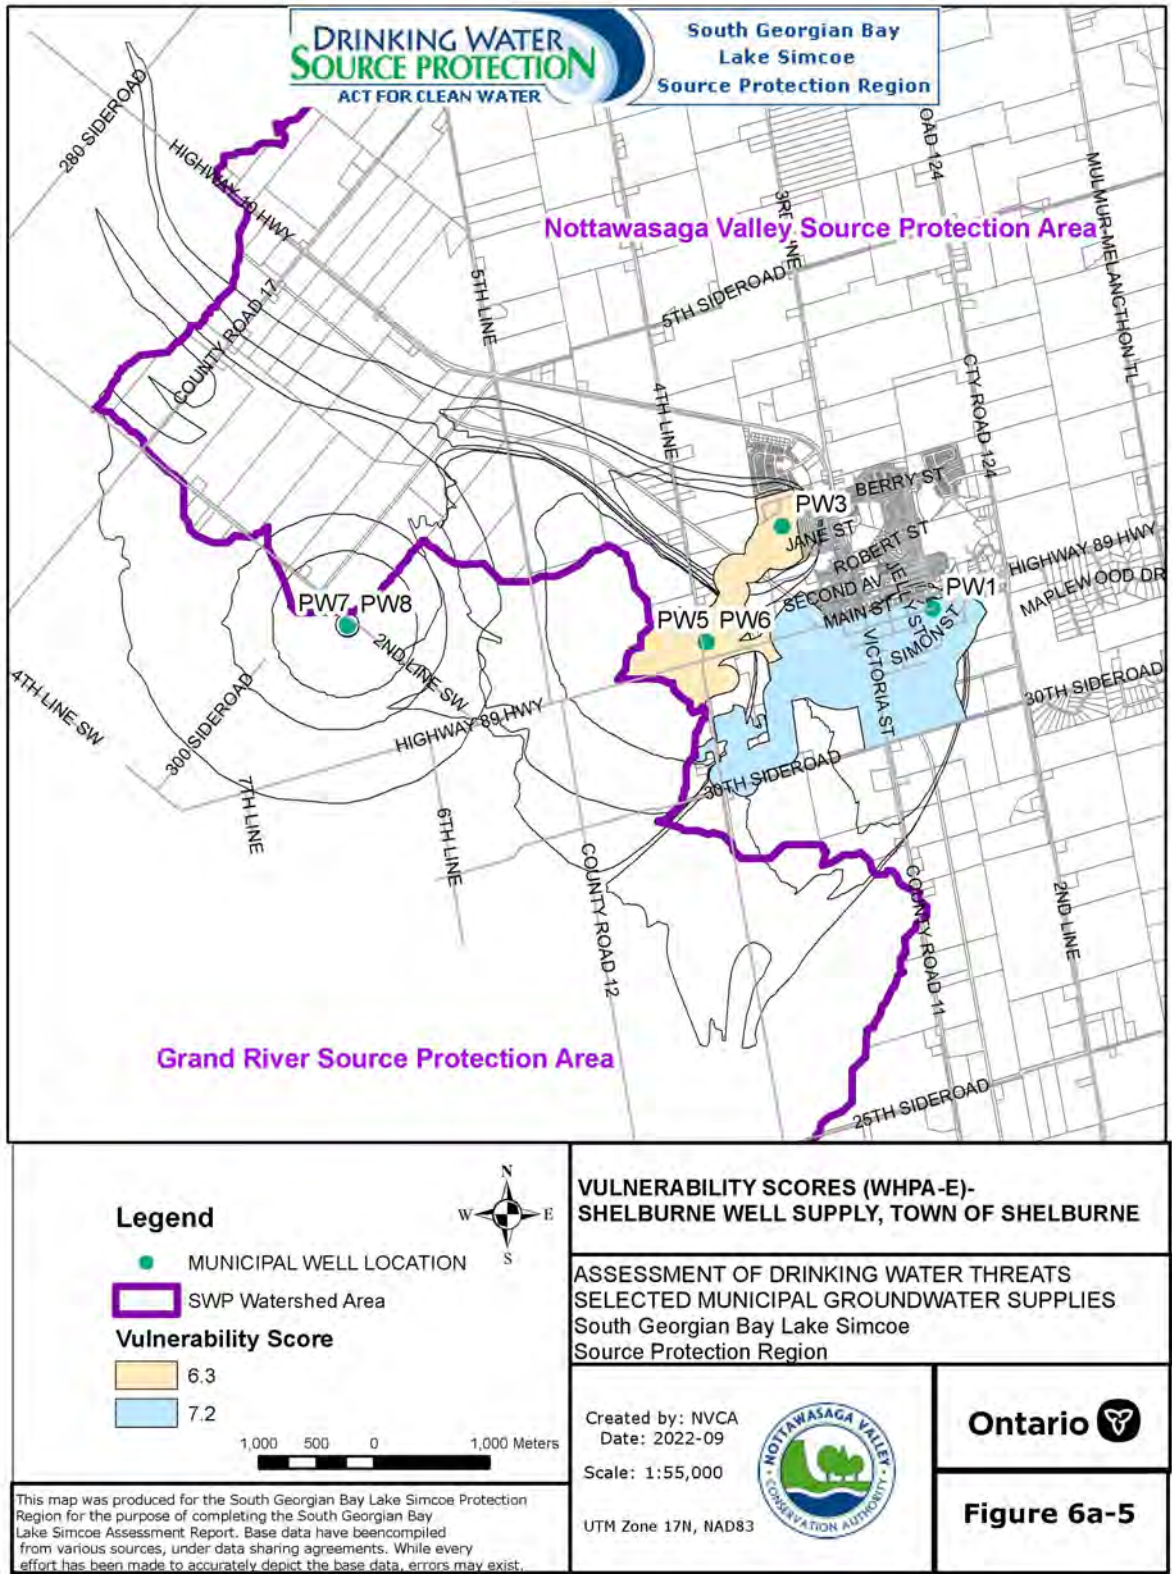 DRINKING WATER
SOURCE PROTECTION
ACT FOR CLEAN WATER
South Georgian Bay
Lake Simcoe
Source Protection Region
280 SIDEROAD
HIGHWAY 10 HWY
COUNTY ROAD 17
5TH LINE
4TH LINE
5TH SIDEROAD
OAD 124
MULMUR-MELANCTHON TL
Nottawasaga Valley Source Protection Area
CTY ROAD 124
BERRY ST
PW3
JANE ST
ROBERT ST
HIGHWAY 89 HWY
SECOND AV
JELLY ST
PW1
MAPLEWOOD DR
MAIN ST
SIMON ST
VICTORIA ST
30TH SIDEROAD
PW7 PW8
PW5 PW6
2ND LINE SW
4TH LINE SW
300 SIDEROAD
HIGHWAY 89 HWY
30TH SIDEROAD
7TH LINE
6TH LINE
COUNTY ROAD 12
COUNTY ROAD 11
2ND LINE
Grand River Source Protection Area
25TH SIDEROAD
Legend
N
W E
S
MUNICIPAL WELL LOCATION
SWP Watershed Area
Vulnerability Score
6.3
7.2
1,000 500 0 1,000 Meters
This map was produced for the South Georgian Bay Lake Simcoe Protection
Region for the purpose of completing the South Georgian Bay
Lake Simcoe Assessment Report. Base data have beencompiled
from various sources, under data sharing agreements. While every
effort has been made to accurately depict the base data, errors may exist.
VULNERABILITY SCORES (WHPA-E)-
SHELBURNE WELL SUPPLY, TOWN OF SHELBURNE
ASSESSMENT OF DRINKING WATER THREATS
SELECTED MUNICIPAL GROUNDWATER SUPPLIES
South Georgian Bay Lake Simcoe
Source Protection Region
Created by: NVCA
Date: 2022-09
Scale: 1:55,000
UTM Zone 17N, NAD83
NOTTAWASAGA VALLEY
CONSERVATION AUTHORITY
Ontario
Figure 6a-5